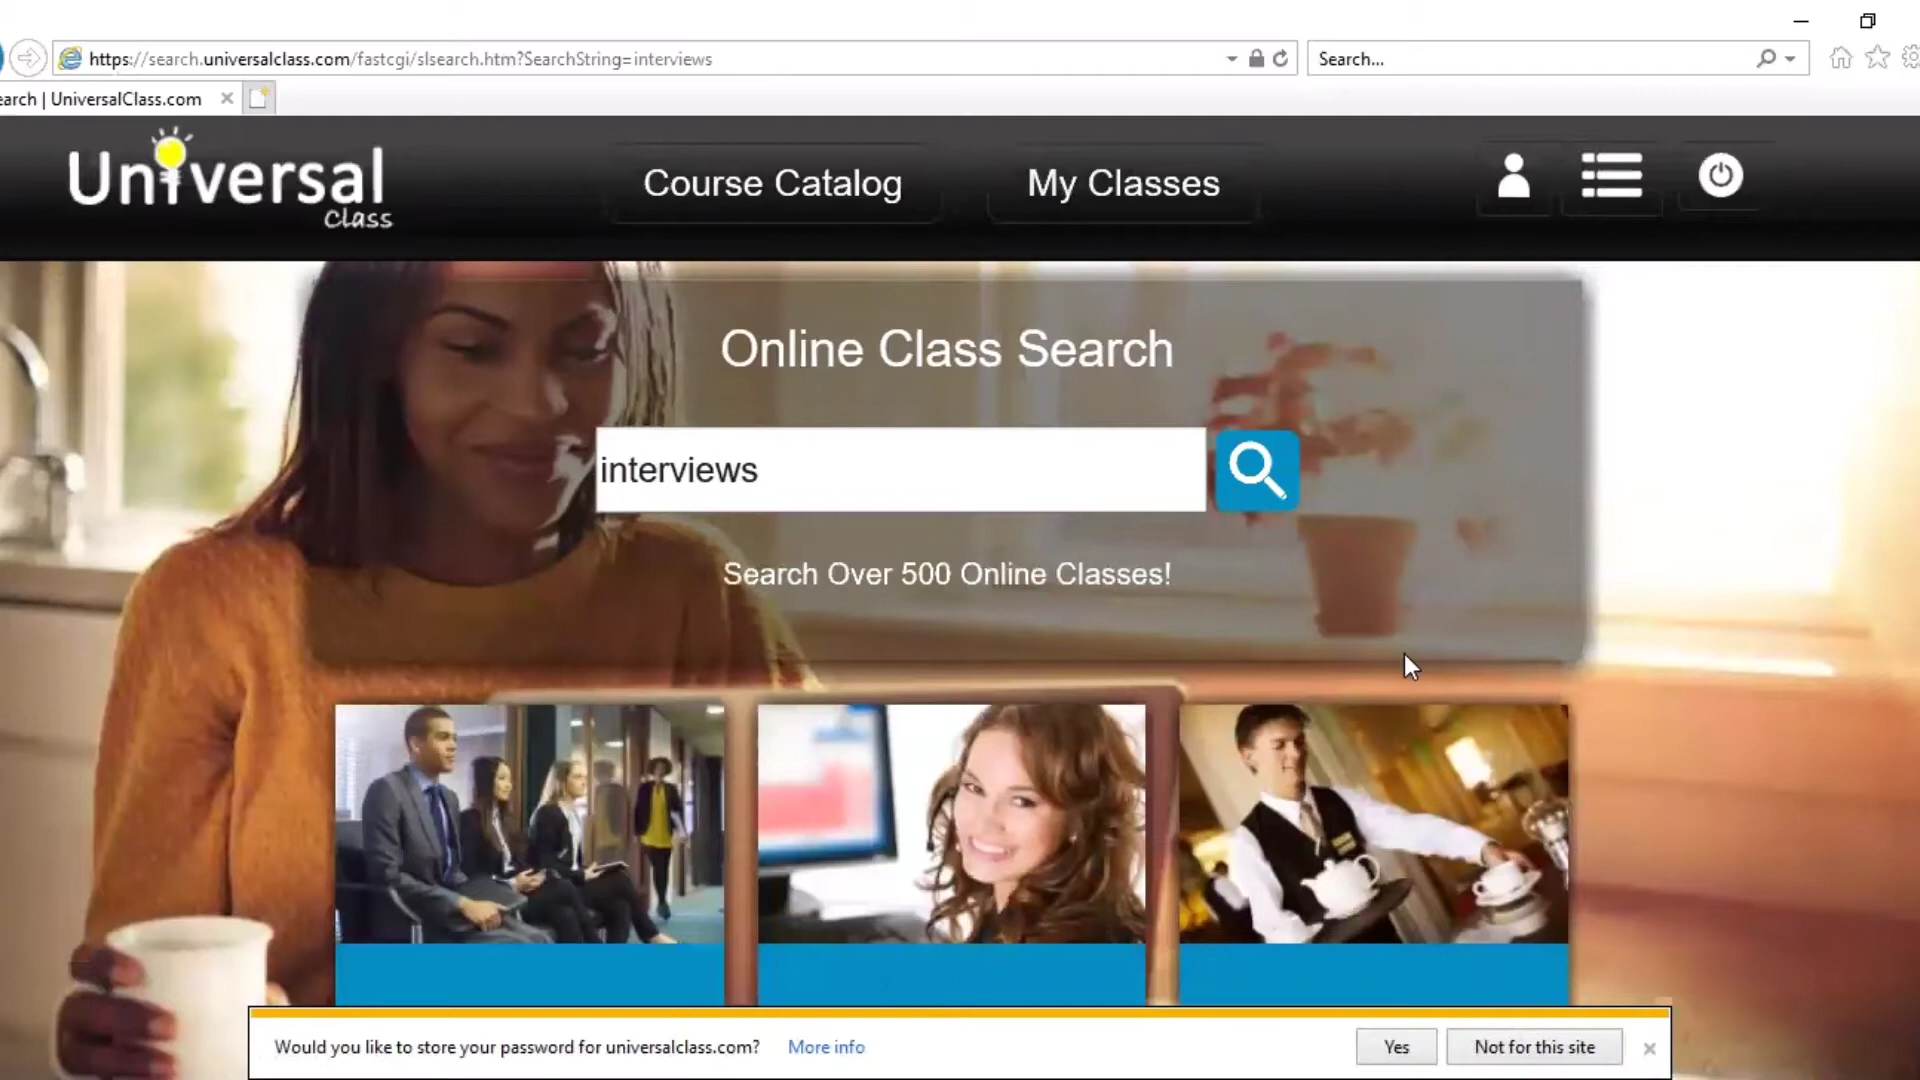 https://search.universalclass.com/fastcgi/slsearch.htm?SearchString=interviews
Search...
earch | UniversalClass.com
Universal
Class
Course Catalog
My Classes
Online Class Search
interviews
Search Over 500 Online Classes!
Would you like to store your password for universalclass.com?
More info
Yes
Not for this site